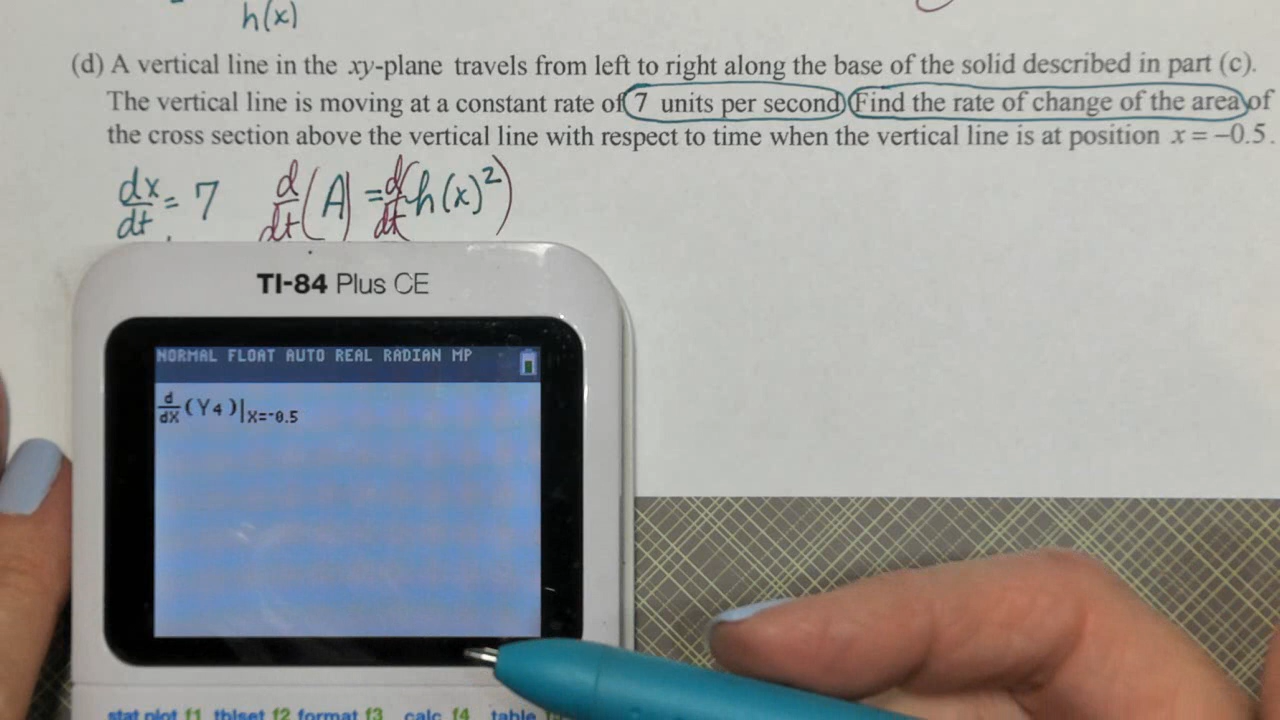 h(x)
(d) A vertical line in the xy-plane travels from left to right along the base of the solid described in part (c).
The vertical line is moving at a constant rate of 7 units per second. Find the rate of change of the area of
the cross section above the vertical line with respect to time when the vertical line is at position x = −0.5.
dx/dt = 7   d/dt(A) = d/dt(h(x)²)
TI-84 Plus CE
NORMAL FLOAT AUTO REAL RADIAN MP
d/dX(Y4)|X=-0.5
stat plot f1 tblset f2 format f3 calc f4 table